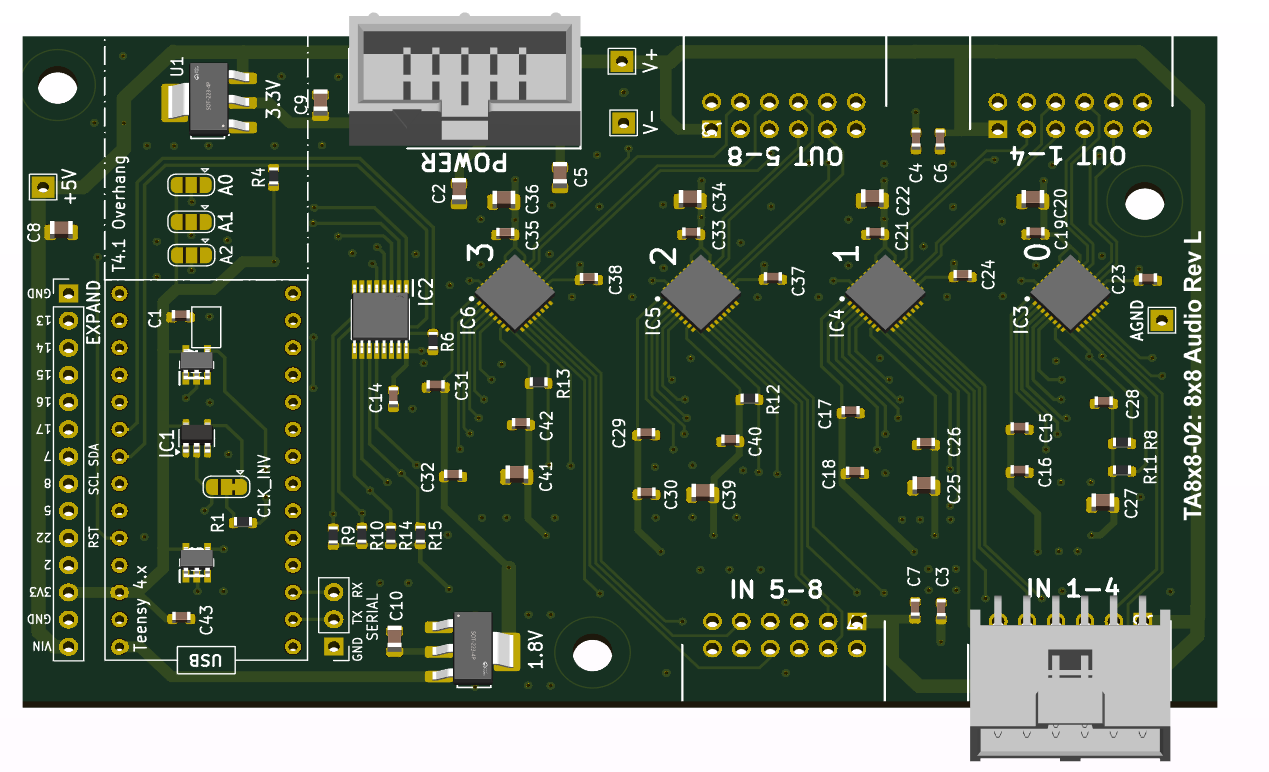 U1
3.3V
C9
V+
V-
POWER
OUT 5-8
OUT 1-4
C4
C6
+5V
C8
T4.1 Overhang
A0
A1
A2
R4
C2
C5
C36
C35
C34
C33
C22
C21
C20
C19
3
2
1
0
C38
C37
C24
C23
IC2
IC6
IC5
IC4
IC3
AGND
TA8x8-02: 8x8 Audio Rev L
EXPAND
GND
13
14
15
16
17
7
8
5
22
2
3V3
GND
VIN
SCL SDA
RST
C1
IC1
CLK_INV
R1
C43
Teensy 4.x
USB
R6
C14
C31
R13
C42
C41
C32
R9
R10
R14
R15
C29
C30
R12
C40
C39
C17
C18
C26
C25
C15
C16
C28
R8
R11
C27
RX
TX
GND
SERIAL
C10
1.8V
IN 5-8
IN 1-4
C7
C3